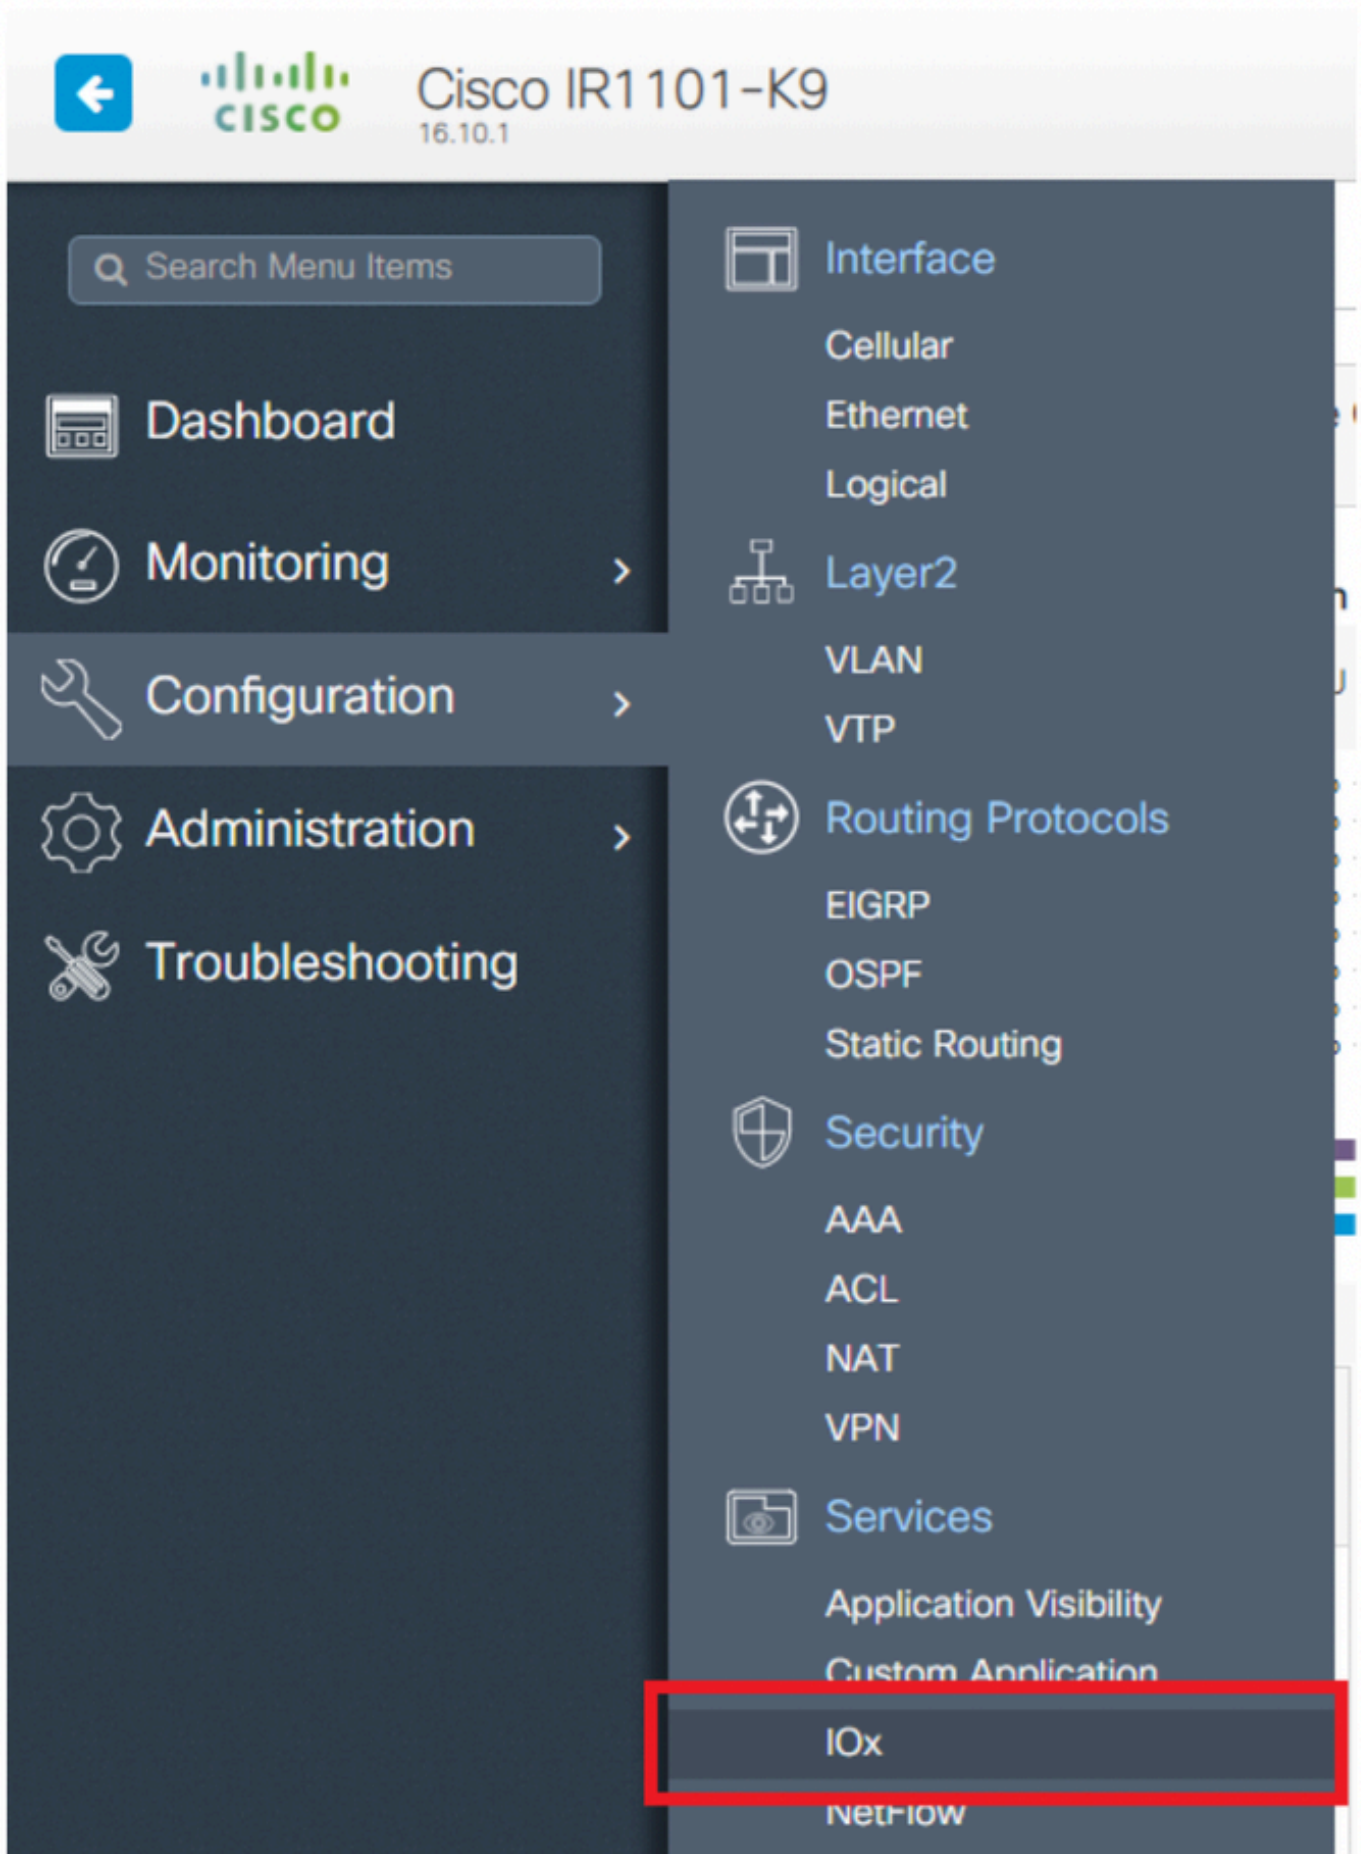 CISCO
Cisco IR1101-K9
16.10.1
Search Menu Items
Dashboard
Monitoring
Configuration
Administration
Troubleshooting
Interface
Cellular
Ethernet
Logical
Layer2
VLAN
VTP
Routing Protocols
EIGRP
OSPF
Static Routing
Security
AAA
ACL
NAT
VPN
Services
Application Visibility
Custom Application
IOx
NetFlow